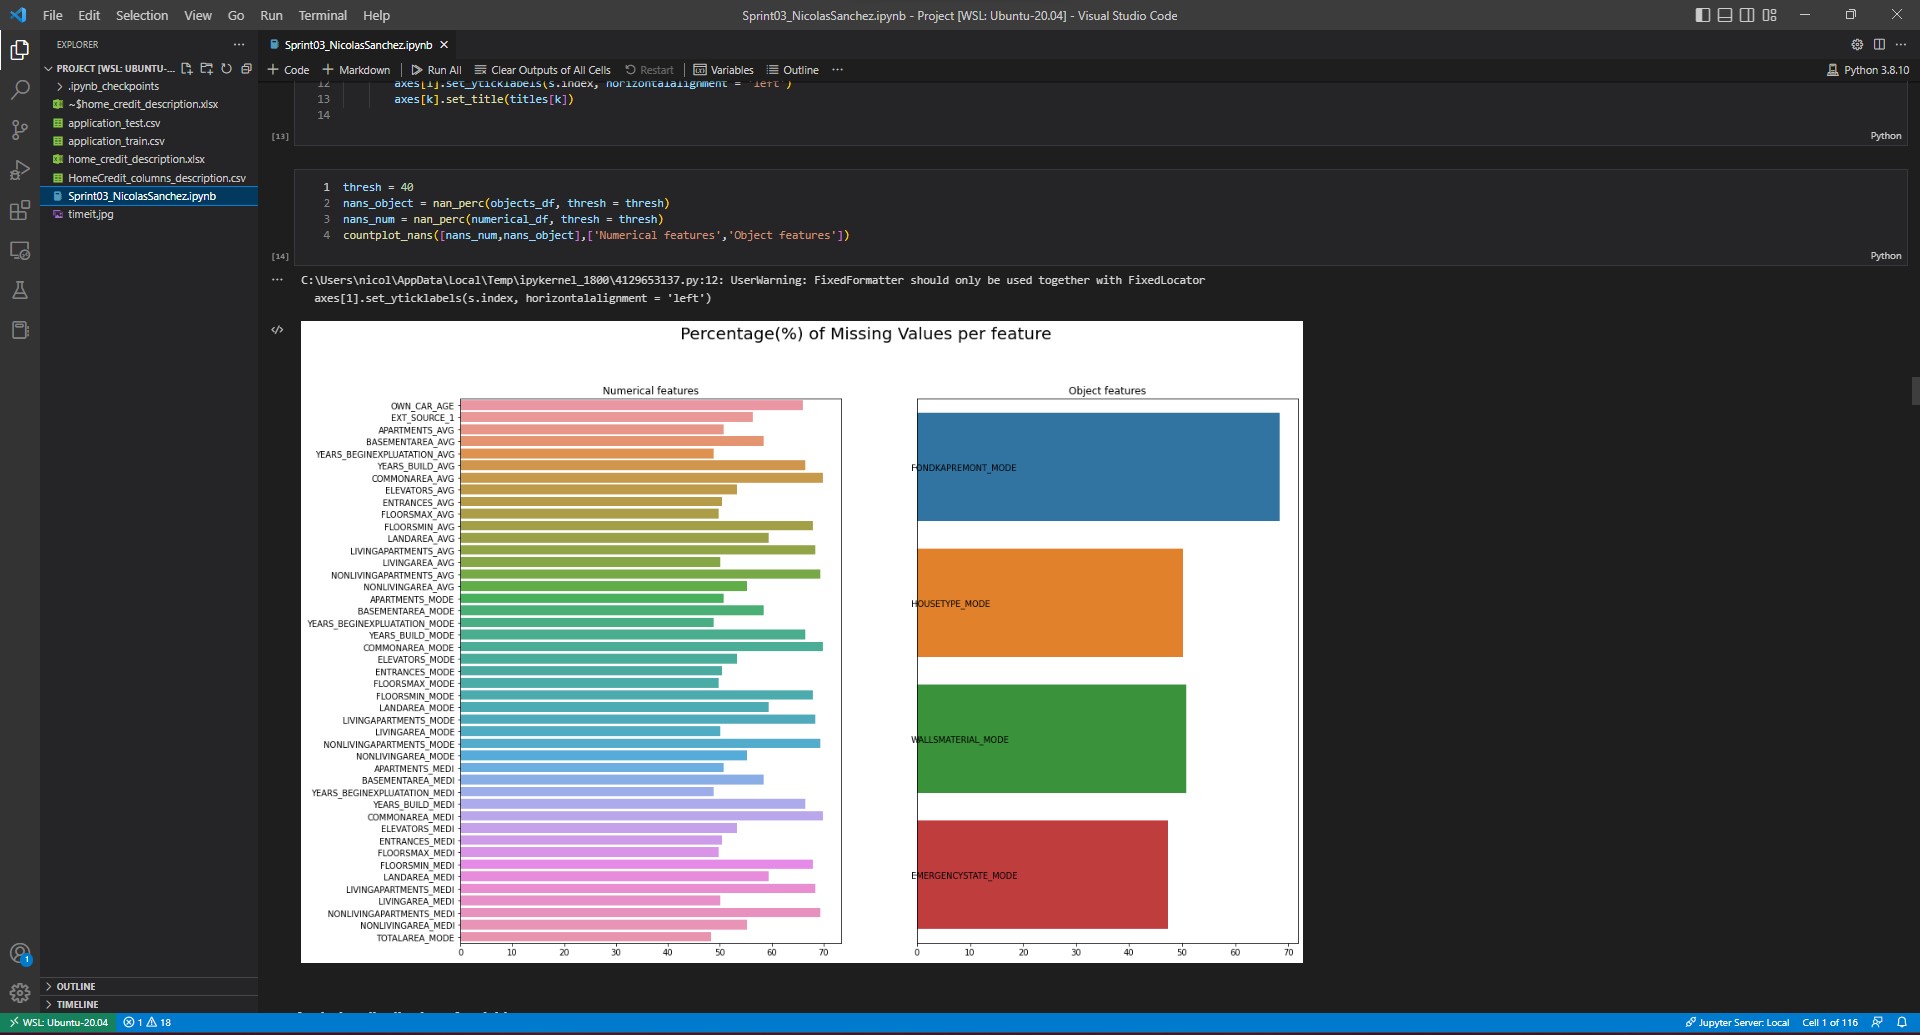 File Edit Selection View Go Run Terminal Help
Sprint03_NicolasSanchez.ipynb - Project [WSL: Ubuntu-20.04] - Visual Studio Code
EXPLORER
PROJECT [WSL: UBUNTU-...
.ipynb_checkpoints
~$home_credit_description.xlsx
application_test.csv
application_train.csv
home_credit_description.xlsx
HomeCredit_columns_description.csv
Sprint03_NicolasSanchez.ipynb
timeit.jpg
OUTLINE
TIMELINE
Sprint03_NicolasSanchez.ipynb
Code Markdown Run All Clear Outputs of All Cells Restart Variables Outline
Python 3.8.10
12 axes[1].set_yticklabels(s.index, horizontalalignment = 'left')
13 axes[k].set_title(titles[k])
14
[13]
Python
1 thresh = 40
2 nans_object = nan_perc(objects_df, thresh = thresh)
3 nans_num = nan_perc(numerical_df, thresh = thresh)
4 countplot_nans([nans_num,nans_object],['Numerical features','Object features'])
[14]
Python
C:\Users\nicol\AppData\Local\Temp\ipykernel_1800\4129653137.py:12: UserWarning: FixedFormatter should only be used together with FixedLocator
axes[1].set_yticklabels(s.index, horizontalalignment = 'left')
Percentage(%) of Missing Values per feature
Numerical features
OWN_CAR_AGE
EXT_SOURCE_1
APARTMENTS_AVG
BASEMENTAREA_AVG
YEARS_BEGINEXPLUATATION_AVG
YEARS_BUILD_AVG
COMMONAREA_AVG
ELEVATORS_AVG
ENTRANCES_AVG
FLOORSMAX_AVG
FLOORSMIN_AVG
LANDAREA_AVG
LIVINGAPARTMENTS_AVG
LIVINGAREA_AVG
NONLIVINGAPARTMENTS_AVG
NONLIVINGAREA_AVG
APARTMENTS_MODE
BASEMENTAREA_MODE
YEARS_BEGINEXPLUATATION_MODE
YEARS_BUILD_MODE
COMMONAREA_MODE
ELEVATORS_MODE
ENTRANCES_MODE
FLOORSMAX_MODE
FLOORSMIN_MODE
LANDAREA_MODE
LIVINGAPARTMENTS_MODE
LIVINGAREA_MODE
NONLIVINGAPARTMENTS_MODE
NONLIVINGAREA_MODE
APARTMENTS_MEDI
BASEMENTAREA_MEDI
YEARS_BEGINEXPLUATATION_MEDI
YEARS_BUILD_MEDI
COMMONAREA_MEDI
ELEVATORS_MEDI
ENTRANCES_MEDI
FLOORSMAX_MEDI
FLOORSMIN_MEDI
LANDAREA_MEDI
LIVINGAPARTMENTS_MEDI
LIVINGAREA_MEDI
NONLIVINGAPARTMENTS_MEDI
NONLIVINGAREA_MEDI
TOTALAREA_MODE
0 10 20 30 40 50 60 70
Object features
FONDKAPREMONT_MODE
HOUSETYPE_MODE
WALLSMATERIAL_MODE
EMERGENCYSTATE_MODE
0 10 20 30 40 50 60 70
1
WSL: Ubuntu-20.04 1 18
Jupyter Server: Local Cell 1 of 116